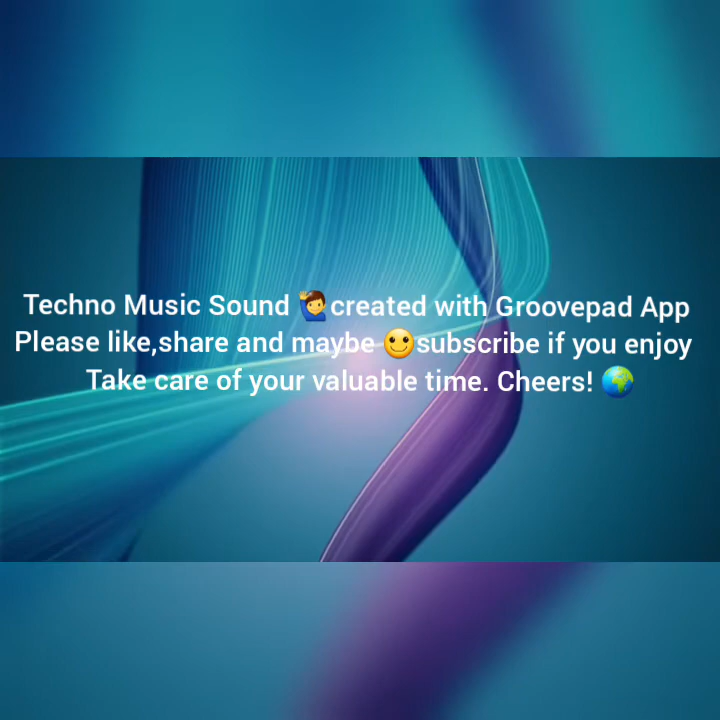 Techno Music Sound 🙋‍♂️created with Groovepad App
Please like,share and maybe 🙂subscribe if you enjoy
Take care of your valuable time. Cheers! 🌍